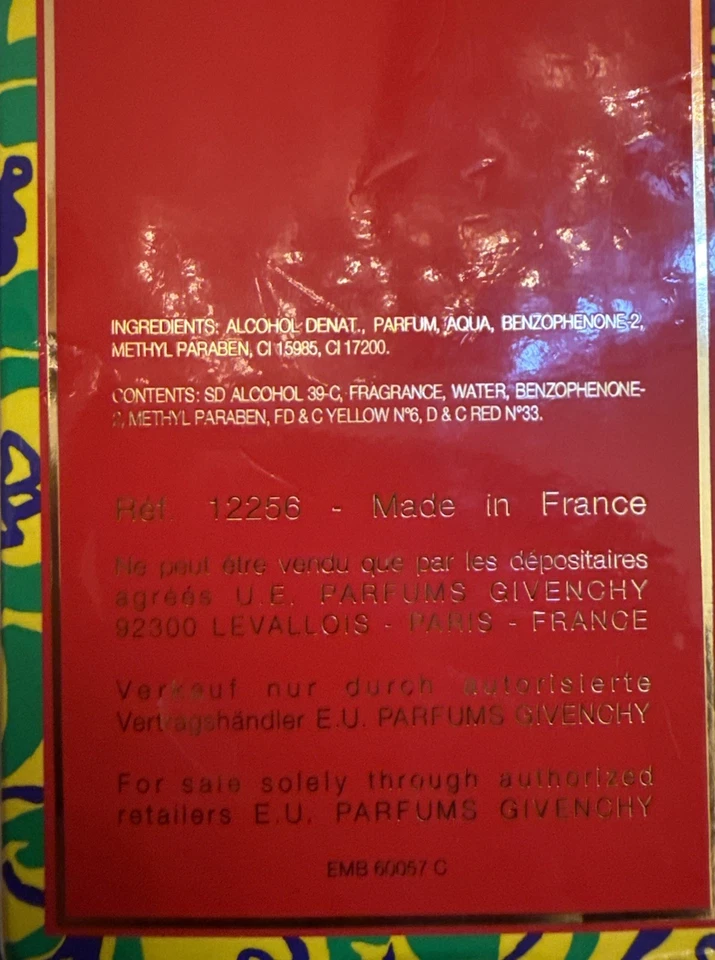 INGREDIENTS: ALCOHOL DENAT., PARFUM, AQUA, BENZOPHENONE-2,
METHYL PARABEN, CI 15985, CI 17200.
CONTENTS: SD ALCOHOL 39-C, FRAGRANCE, WATER, BENZOPHENONE-
2, METHYL PARABEN, FD & C YELLOW N°6, D & C RED N°33.
Réf. 12256 - Made in France
Ne peut être vendu que par les dépositaires
agréés U.E. PARFUMS GIVENCHY
92300 LEVALLOIS - PARIS - FRANCE
Verkauf nur durch autorisierte
Vertragshändler E.U. PARFUMS GIVENCHY
For sale solely through authorized
retailers E.U. PARFUMS GIVENCHY
EMB 60057 C